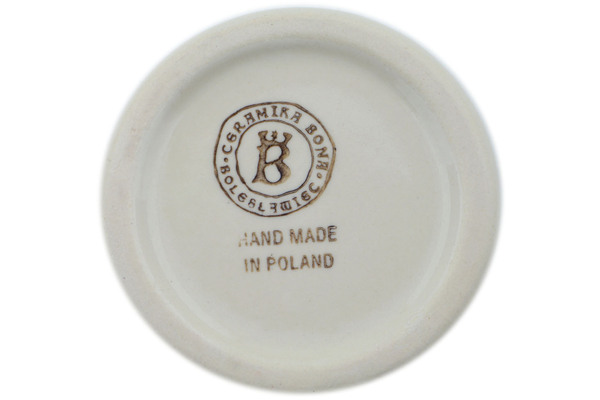 CERAMIKA BONA
B
BOLESLAWIEC
HAND MADE
IN POLAND